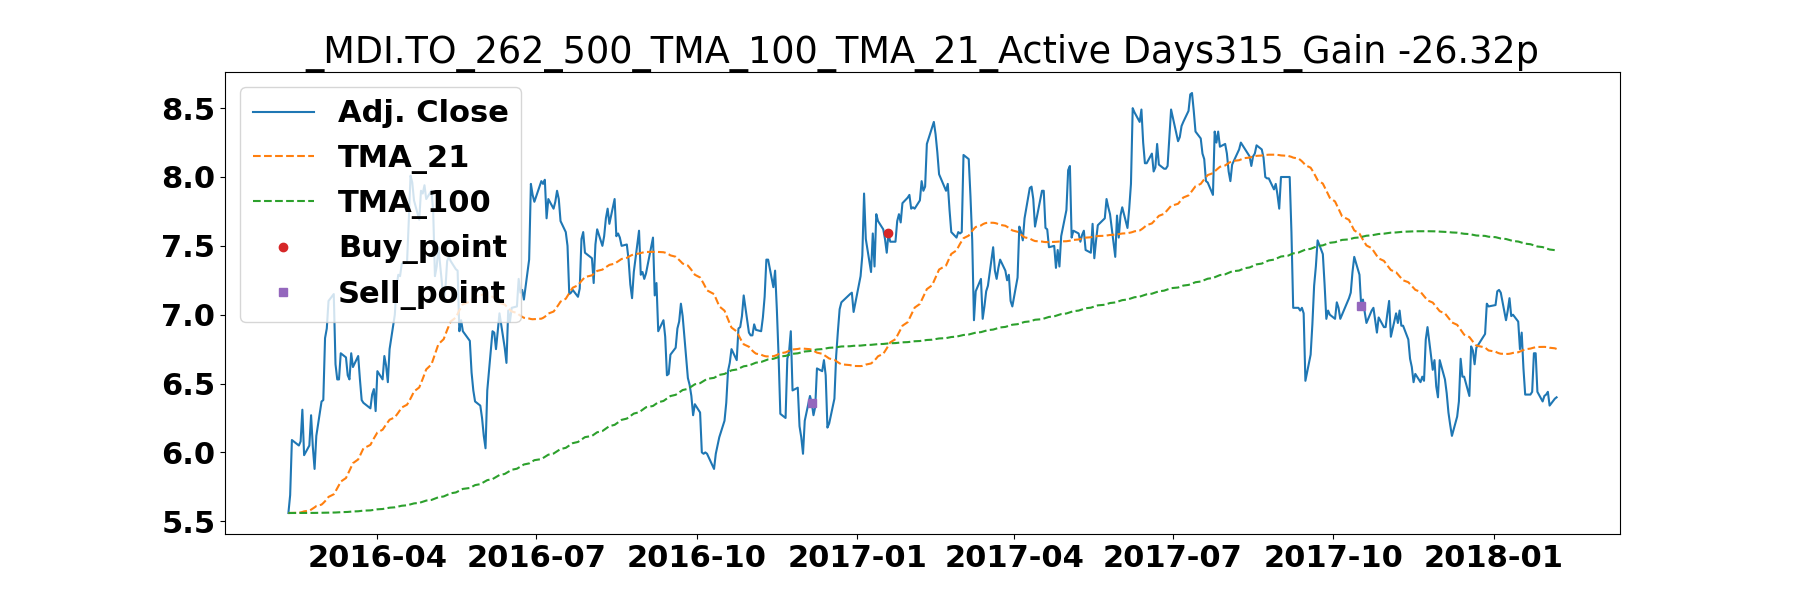 _MDI.TO_262_500_TMA_100_TMA_21_Active Days315_Gain -26.32p
Adj. Close
TMA_21
TMA_100
Buy_point
Sell_point
8.5
8.0
7.5
7.0
6.5
6.0
5.5
2016-04 2016-07 2016-10 2017-01 2017-04 2017-07 2017-10 2018-01